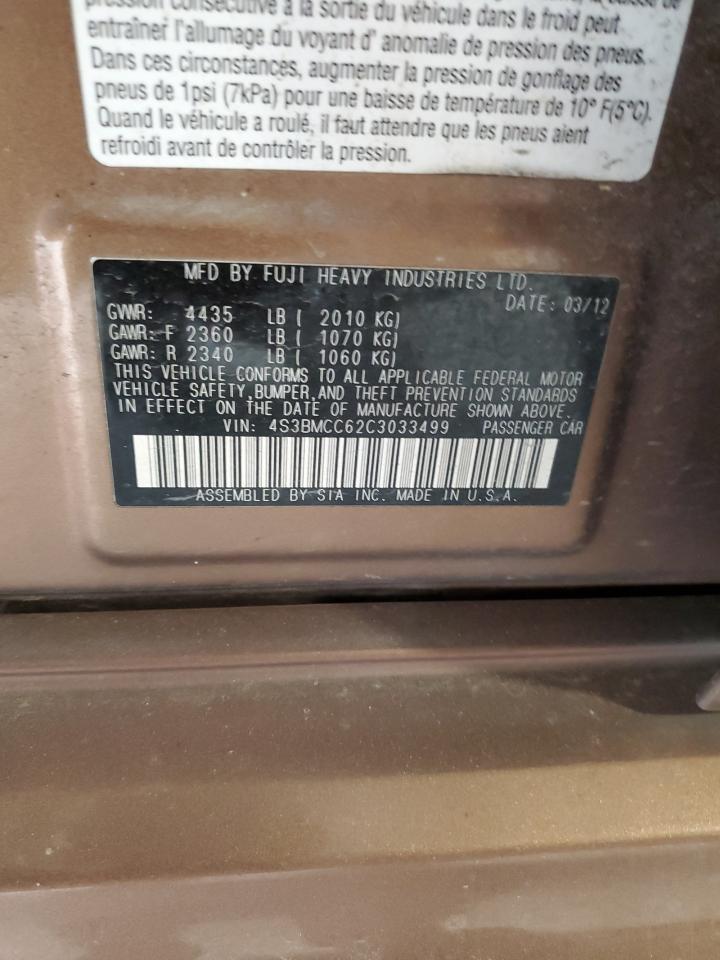 pression consécutive à la sortie du véhicule dans le froid peut
entraîner l'allumage du voyant d' anomalie de pression des pneus.
Dans ces circonstances, augmenter la pression de gonflage des
pneus de 1psi (7kPa) pour une baisse de température de 10° F(5°C).
Quand le véhicule a roulé, il faut attendre que les pneus aient
refroidi avant de contrôler la pression.
MFD BY FUJI HEAVY INDUSTRIES LTD.
DATE: 03/12
GVWR: 4435 LB ( 2010 KG)
GAWR: F 2360 LB ( 1070 KG)
GAWR: R 2340 LB ( 1060 KG)
THIS VEHICLE CONFORMS TO ALL APPLICABLE FEDERAL MOTOR
VEHICLE SAFETY,BUMPER,AND THEFT PREVENTION STANDARDS
IN EFFECT ON THE DATE OF MANUFACTURE SHOWN ABOVE.
VIN: 4S3BMCC62C3033499 PASSENGER CAR
ASSEMBLED BY SIA INC. MADE IN U.S.A.